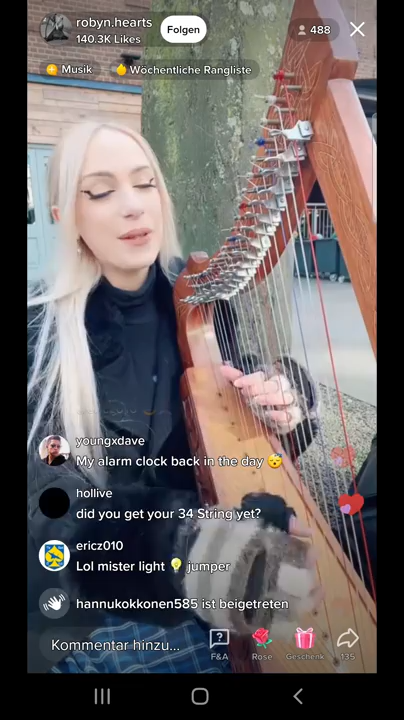 robyn.hearts
140.3K Likes
Folgen
488
Musik
Wöchentliche Rangliste
youngxdave
My alarm clock back in the day 😴
hollive
did you get your 34 String yet?
ericz010
Lol mister light 💡 jumper
hannukokkonen585 ist beigetreten
Kommentar hinzu...
F&A
Rose
Geschenk
135